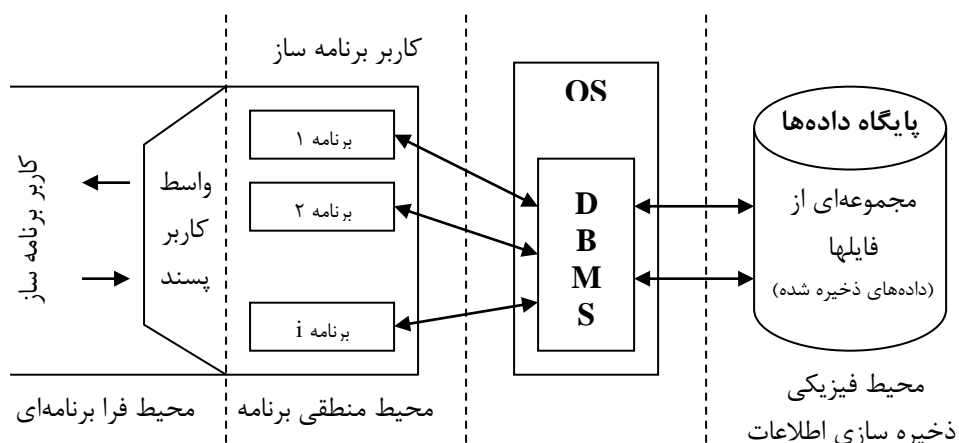 کاربر برنامه ساز
کاربر برنامه ساز
واسط
کاربر
پسند
برنامه ۱
برنامه ۲
برنامه i
OS
D
B
M
S
پایگاه داده‌ها
مجموعه‌ای از
فایلها
(داده‌های ذخیره شده)
محیط فرا برنامه‌ای
محیط منطقی برنامه
محیط فیزیکی
ذخیره سازی اطلاعات